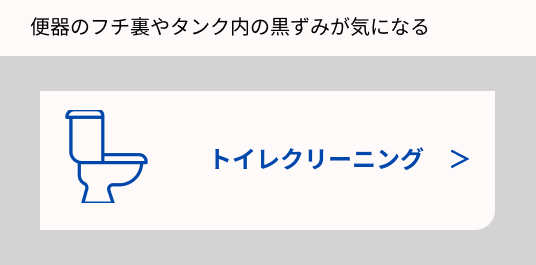 便器のフチ裏やタンク内の黒ずみが気になる
トイレクリーニング ＞